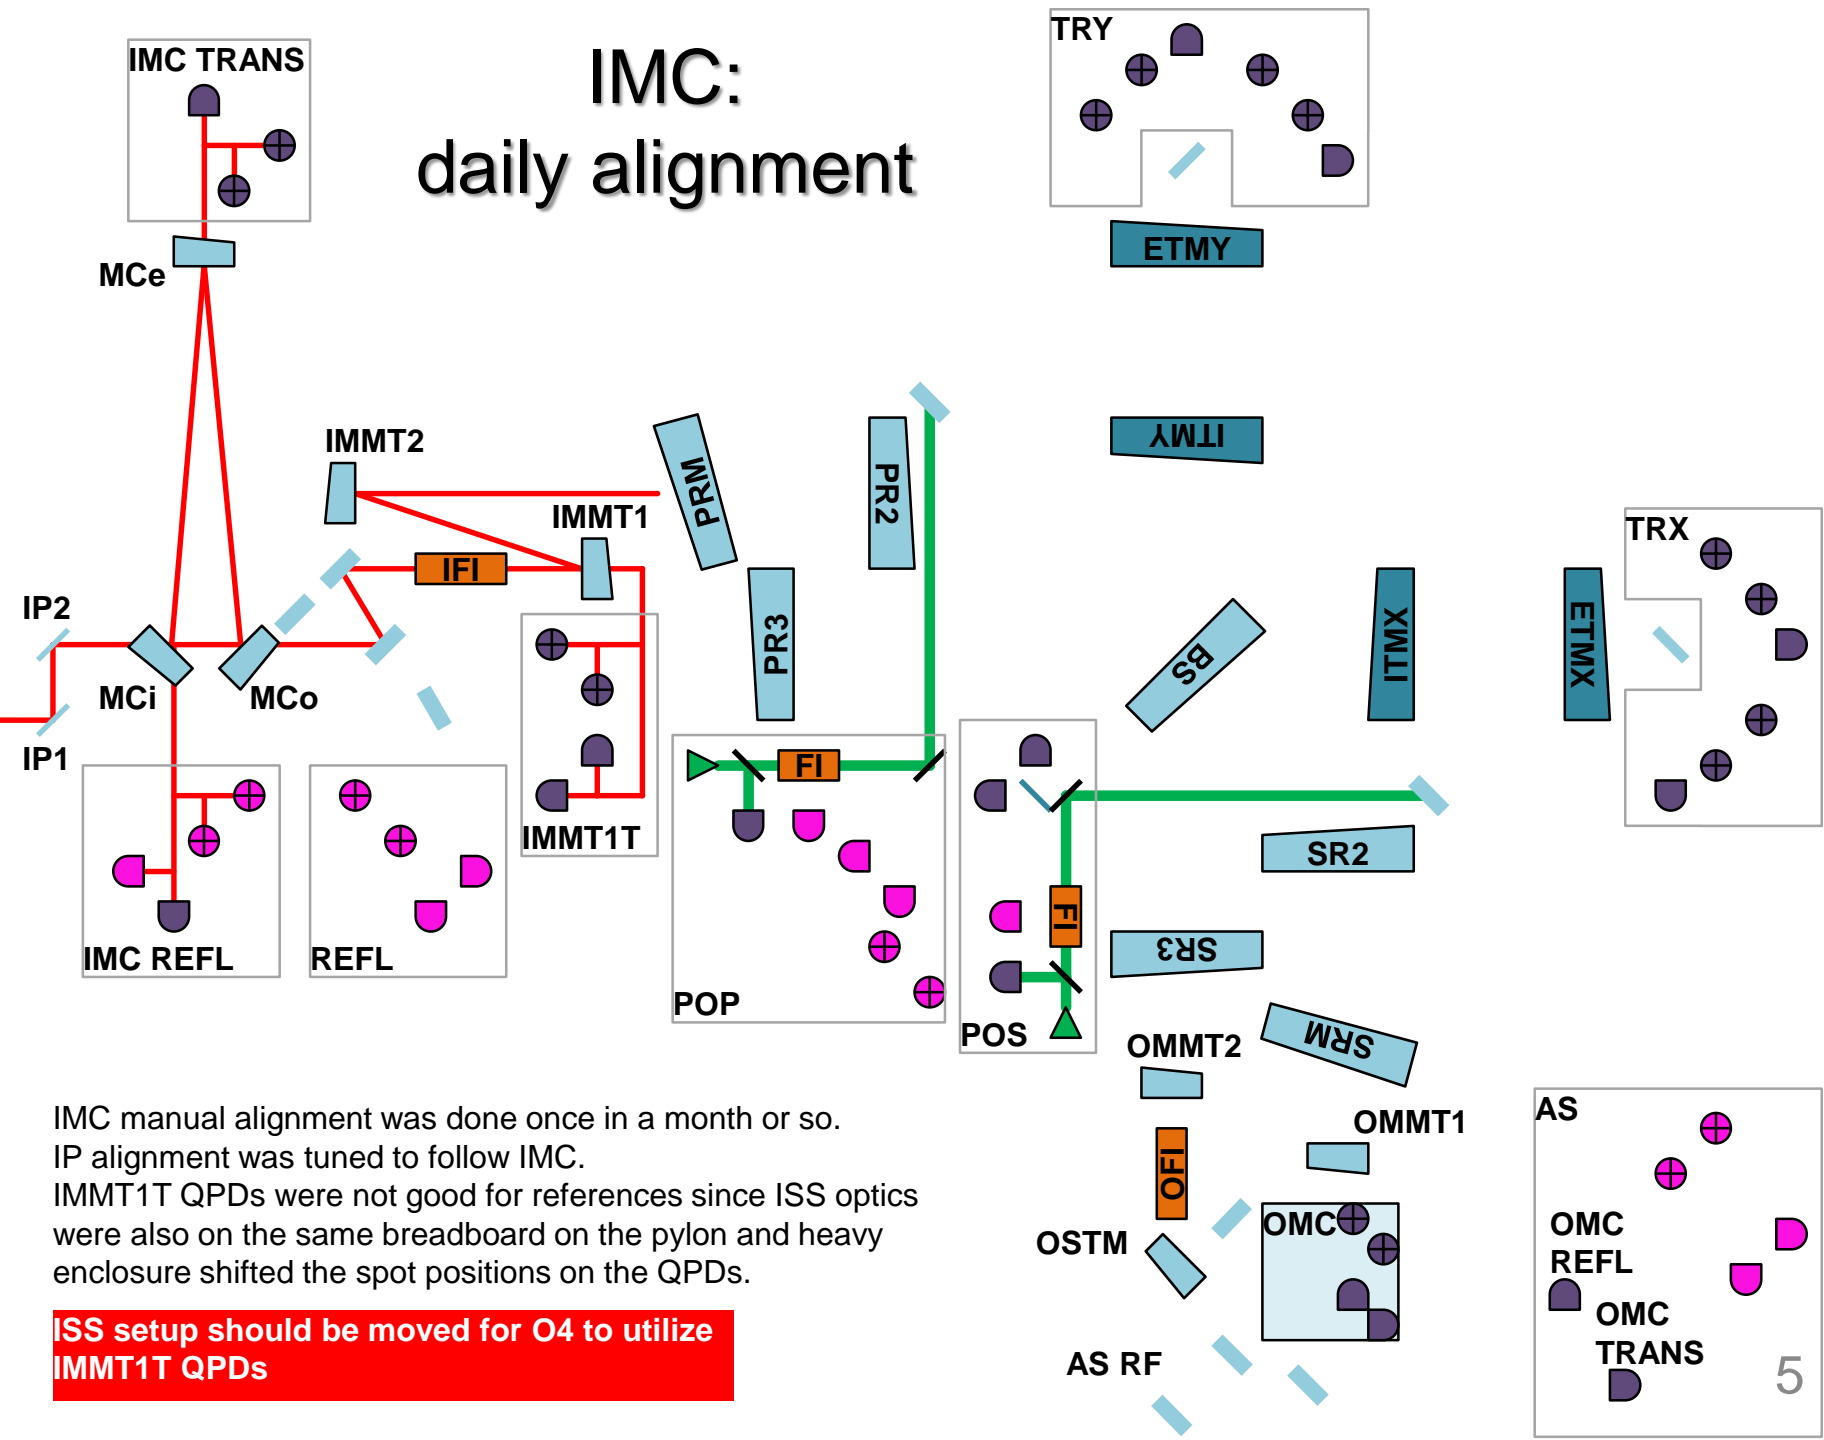 IMC:
daily alignment
IMC TRANS
TRY
MCe
ETMY
IMMT2
ITMY
PRM
PR2
IMMT1
TRX
IFI
IP2
PR3
BS
ITMX
ETMX
MCi
MCo
IP1
FI
IMMT1T
SR2
FI
IMC REFL
REFL
SR3
POP
POS
SRM
OMMT2
IMC manual alignment was done once in a month or so.
IP alignment was tuned to follow IMC.
IMMT1T QPDs were not good for references since ISS optics
were also on the same breadboard on the pylon and heavy
enclosure shifted the spot positions on the QPDs.
ISS setup should be moved for O4 to utilize
IMMT1T QPDs
OMMT1
AS
OFI
OMC
OSTM
OMC
REFL
OMC
TRANS
AS RF
5